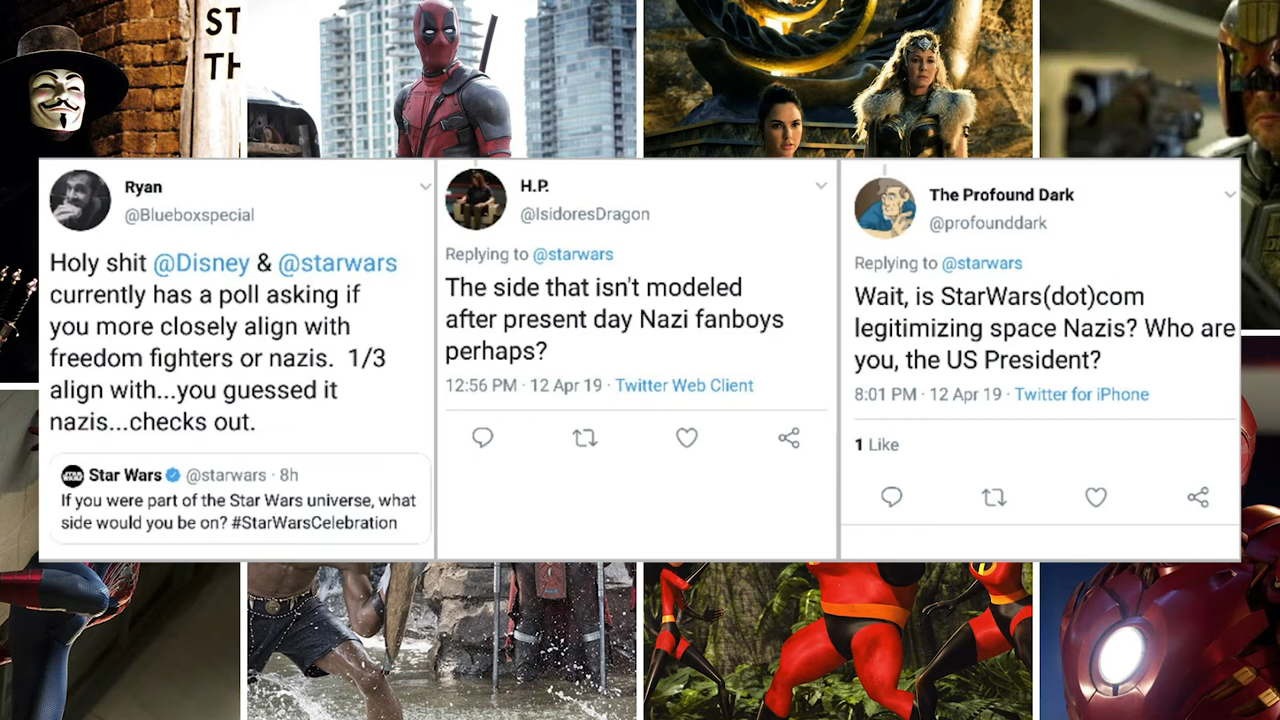 ST
TH
Ryan
@Blueboxspecial
Holy shit @Disney & @starwars
currently has a poll asking if
you more closely align with
freedom fighters or nazis. 1/3
align with...you guessed it
nazis...checks out.
Star Wars @starwars · 8h
If you were part of the Star Wars universe, what
side would you be on? #StarWarsCelebration
H.P.
@IsidoresDragon
Replying to @starwars
The side that isn't modeled
after present day Nazi fanboys
perhaps?
12:56 PM · 12 Apr 19 · Twitter Web Client
The Profound Dark
@profounddark
Replying to @starwars
Wait, is StarWars(dot)com
legitimizing space Nazis? Who are
you, the US President?
8:01 PM · 12 Apr 19 · Twitter for iPhone
1 Like